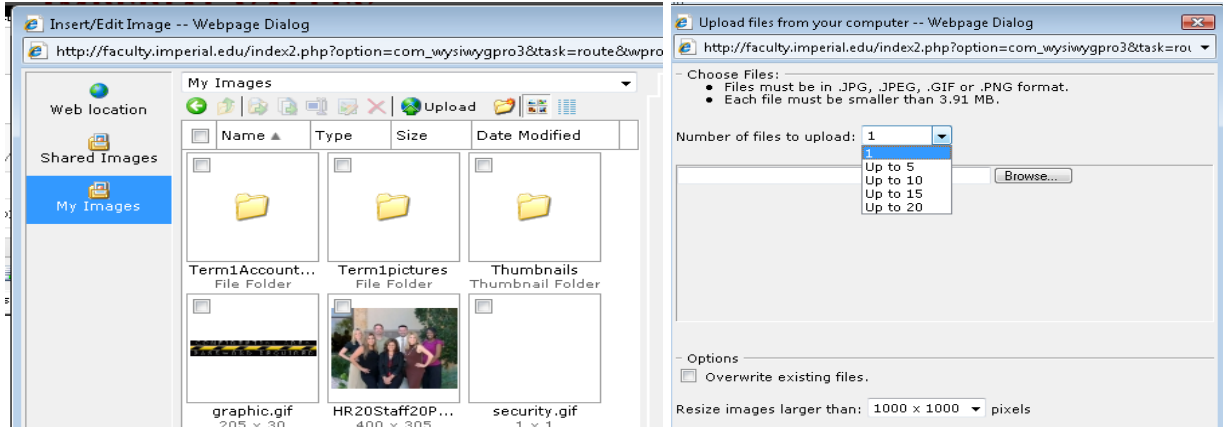 Insert/Edit Image -- Webpage Dialog
http://faculty.imperial.edu/index2.php?option=com_wysiwygpro3&task=route&wpro
Web location
Shared Images
My Images
My Images
Upload
Name Type Size Date Modified
Term1Account... Term1pictures Thumbnails
File Folder File Folder Thumbnail Folder
graphic.gif HR20Staff20P... security.gif
205 x 30 400 x 305 1 x 1
Upload files from your computer -- Webpage Dialog
http://faculty.imperial.edu/index2.php?option=com_wysiwygpro3&task=rou
Choose Files:
• Files must be in .JPG, .JPEG, .GIF or .PNG format.
• Each file must be smaller than 3.91 MB.
Number of files to upload: 1
1
Up to 5
Up to 10
Up to 15
Up to 20
Browse...
Options
Overwrite existing files.
Resize images larger than: 1000 x 1000 pixels